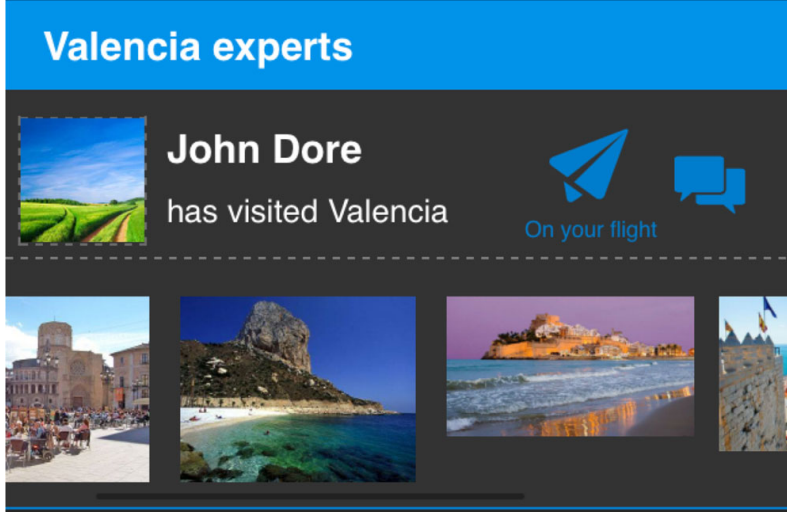 Valencia experts
John Dore
has visited Valencia
On your flight